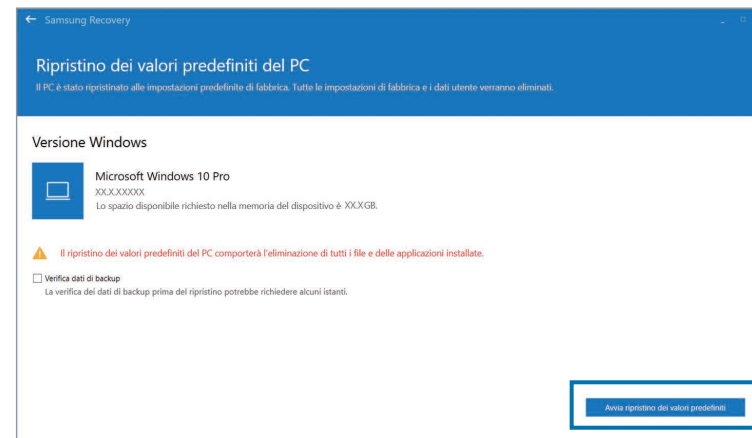 Samsung Recovery
Ripristino dei valori predefiniti del PC
Il PC è stato ripristinato alle impostazioni predefinite di fabbrica. Tutte le impostazioni di fabbrica e i dati utente verranno eliminati.
Versione Windows
Microsoft Windows 10 Pro
XX.X.XXXXX
Lo spazio disponibile richiesto nella memoria del dispositivo è XX.XGB.
Il ripristino dei valori predefiniti del PC comporterà l'eliminazione di tutti i file e delle applicazioni installate.
Verifica dati di backup
La verifica dei dati di backup prima del ripristino potrebbe richiedere alcuni istanti.
Avvia ripristino dei valori predefiniti